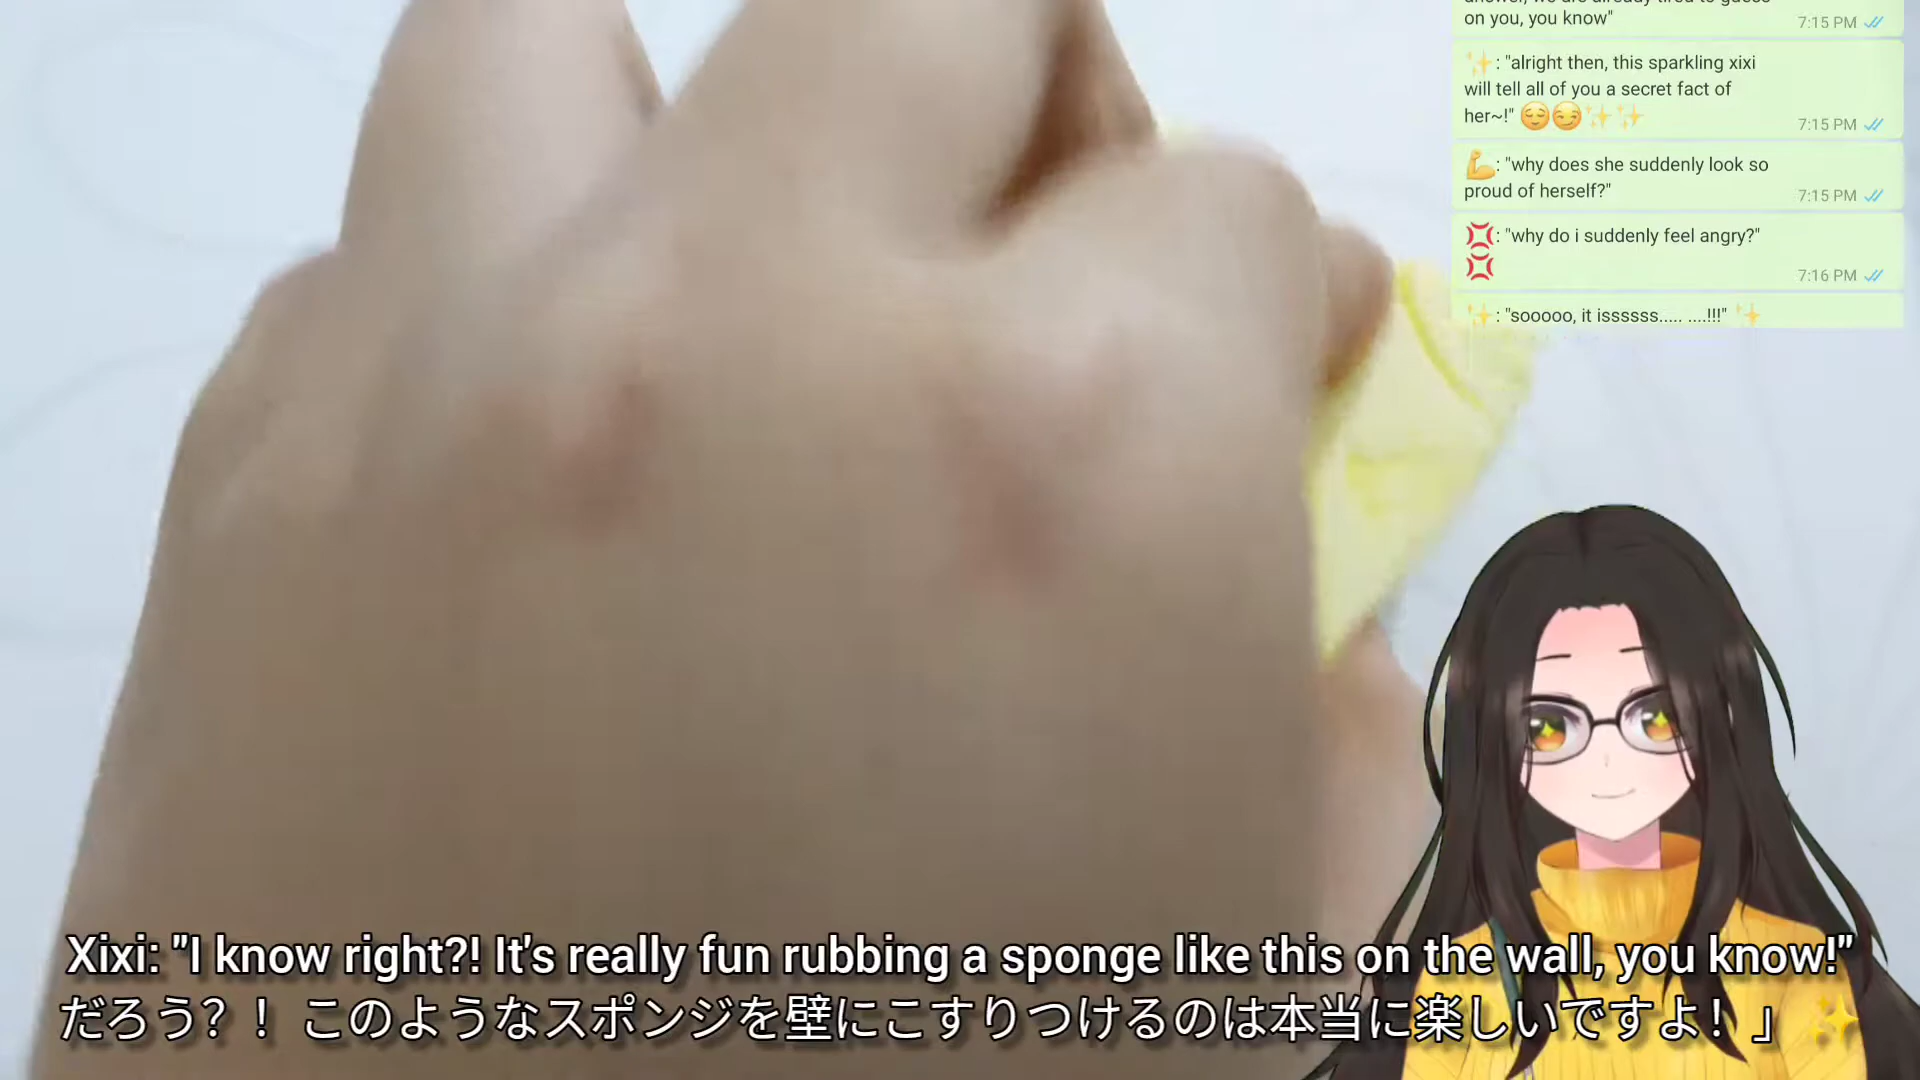 on you, you know"
7:15 PM
✨: "alright then, this sparkling xixi
will tell all of you a secret fact of
her~!" 😌😏✨✨
7:15 PM
💪: "why does she suddenly look so
proud of herself?"
7:15 PM
💢: "why do i suddenly feel angry?"
💢
7:16 PM
✨: "sooooo, it issssss..... ....!!!" ✨
Xixi: "I know right?! It's really fun rubbing a sponge like this on the wall, you know!"
だろう？！ このようなスポンジを壁にこすりつけるのは本当に楽しいですよ！」✨